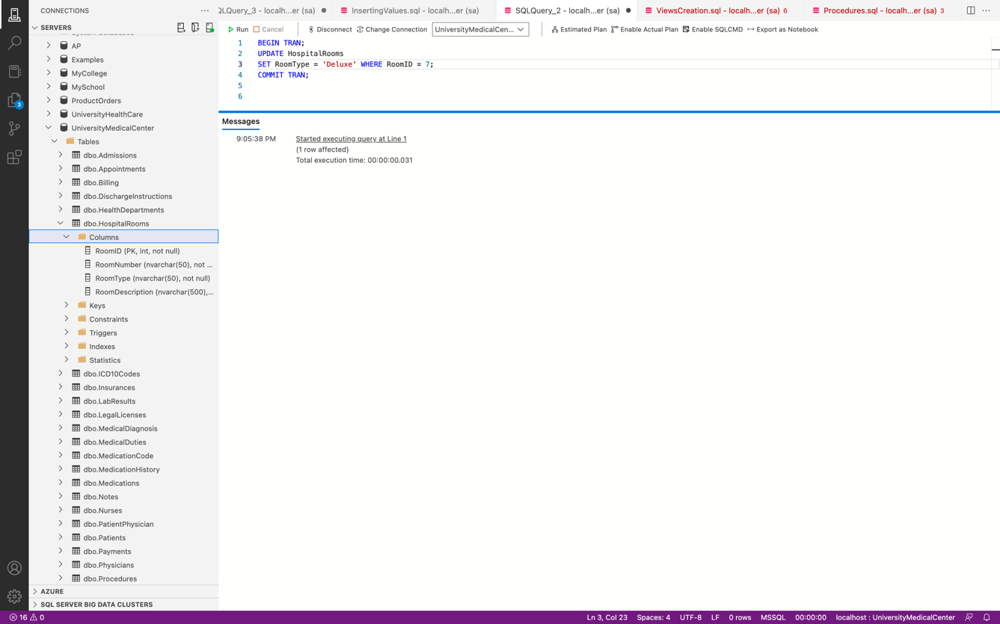 CONNECTIONS
LQuery_3 - localh...er (sa)
InsertingValues.sql - localh...er (sa)
SQLQuery_2 - localh...er (sa)
ViewsCreation.sql - localh...er (sa) 6
Procedures.sql - localh...er (sa) 3
SERVERS
Run
Cancel
Disconnect
Change Connection
UniversityMedicalCen...
Estimated Plan
Enable Actual Plan
Enable SQLCMD
Export as Notebook
System Databases
AP
Examples
MyCollege
MySchool
ProductOrders
UniversityHealthCare
UniversityMedicalCenter
Tables
dbo.Admissions
dbo.Appointments
dbo.Billing
dbo.DischargeInstructions
dbo.HealthDepartments
dbo.HospitalRooms
Columns
RoomID (PK, int, not null)
RoomNumber (nvarchar(50), not ...
RoomType (nvarchar(50), not null)
RoomDescription (nvarchar(500),...
Keys
Constraints
Triggers
Indexes
Statistics
dbo.ICD10Codes
dbo.Insurances
dbo.LabResults
dbo.LegalLicenses
dbo.MedicalDiagnosis
dbo.MedicalDuties
dbo.MedicationCode
dbo.MedicationHistory
dbo.Medications
dbo.Notes
dbo.Nurses
dbo.PatientPhysician
dbo.Patients
dbo.Payments
dbo.Physicians
dbo.Procedures
AZURE
SQL SERVER BIG DATA CLUSTERS
3
1 BEGIN TRAN;
2 UPDATE HospitalRooms
3 SET RoomType = 'Deluxe' WHERE RoomID = 7;
4 COMMIT TRAN;
5
6
Messages
9:05:38 PM Started executing query at Line 1
(1 row affected)
Total execution time: 00:00:00.031
16 0
Ln 3, Col 23 Spaces: 4 UTF-8 LF 0 rows MSSQL 00:00:00 localhost : UniversityMedicalCenter